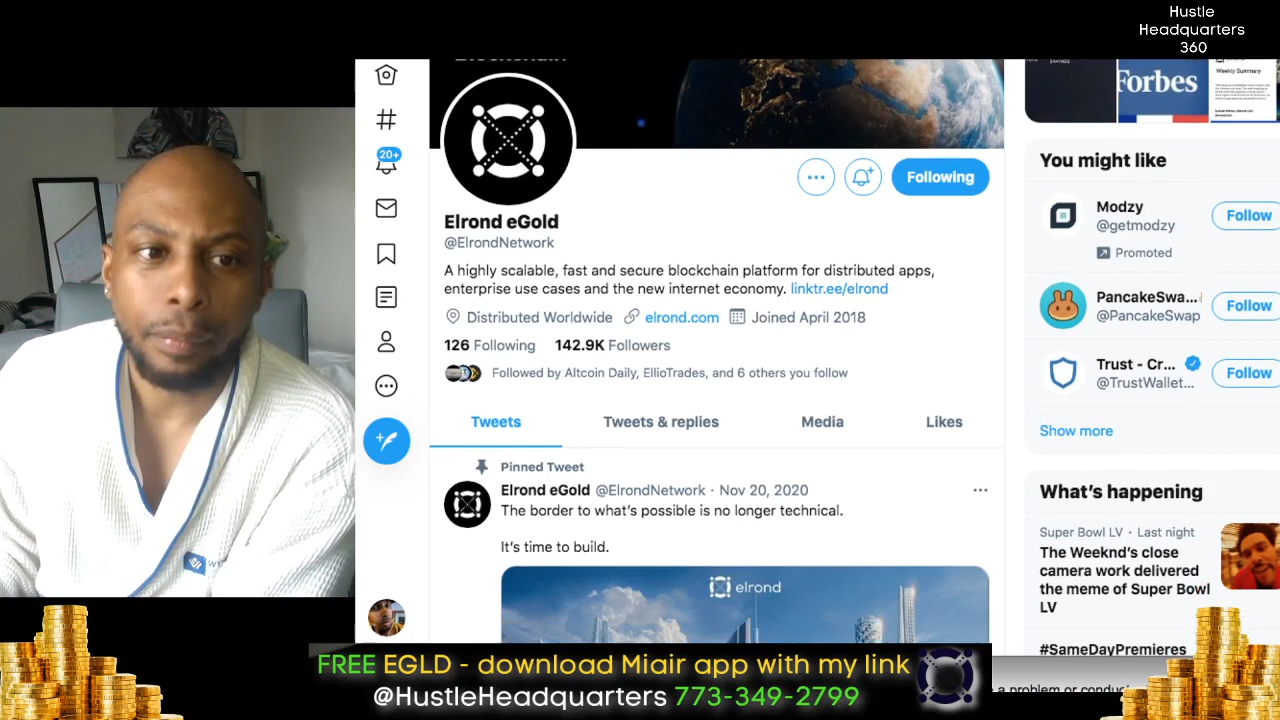 Hustle
Headquarters
360
20+
Following
Elrond eGold
@ElrondNetwork
A highly scalable, fast and secure blockchain platform for distributed apps,
enterprise use cases and the new internet economy. linktr.ee/elrond
Distributed Worldwide elrond.com Joined April 2018
126 Following 142.9K Followers
Followed by Altcoin Daily, EllioTrades, and 6 others you follow
Tweets Tweets & replies Media Likes
Pinned Tweet
Elrond eGold @ElrondNetwork · Nov 20, 2020
The border to what's possible is no longer technical.
It's time to build.
elrond
Forbes
Weekly Summary
You might like
Modzy
@getmodzy
Follow
Promoted
PancakeSwa...
@PancakeSwap
Follow
Trust - Cr...
@TrustWallet...
Follow
Show more
What's happening
Super Bowl LV · Last night
The Weeknd's close
camera work delivered
the meme of Super Bowl
LV
#SameDayPremieres
FREE EGLD - download Miair app with my link
@HustleHeadquarters 773-349-2799